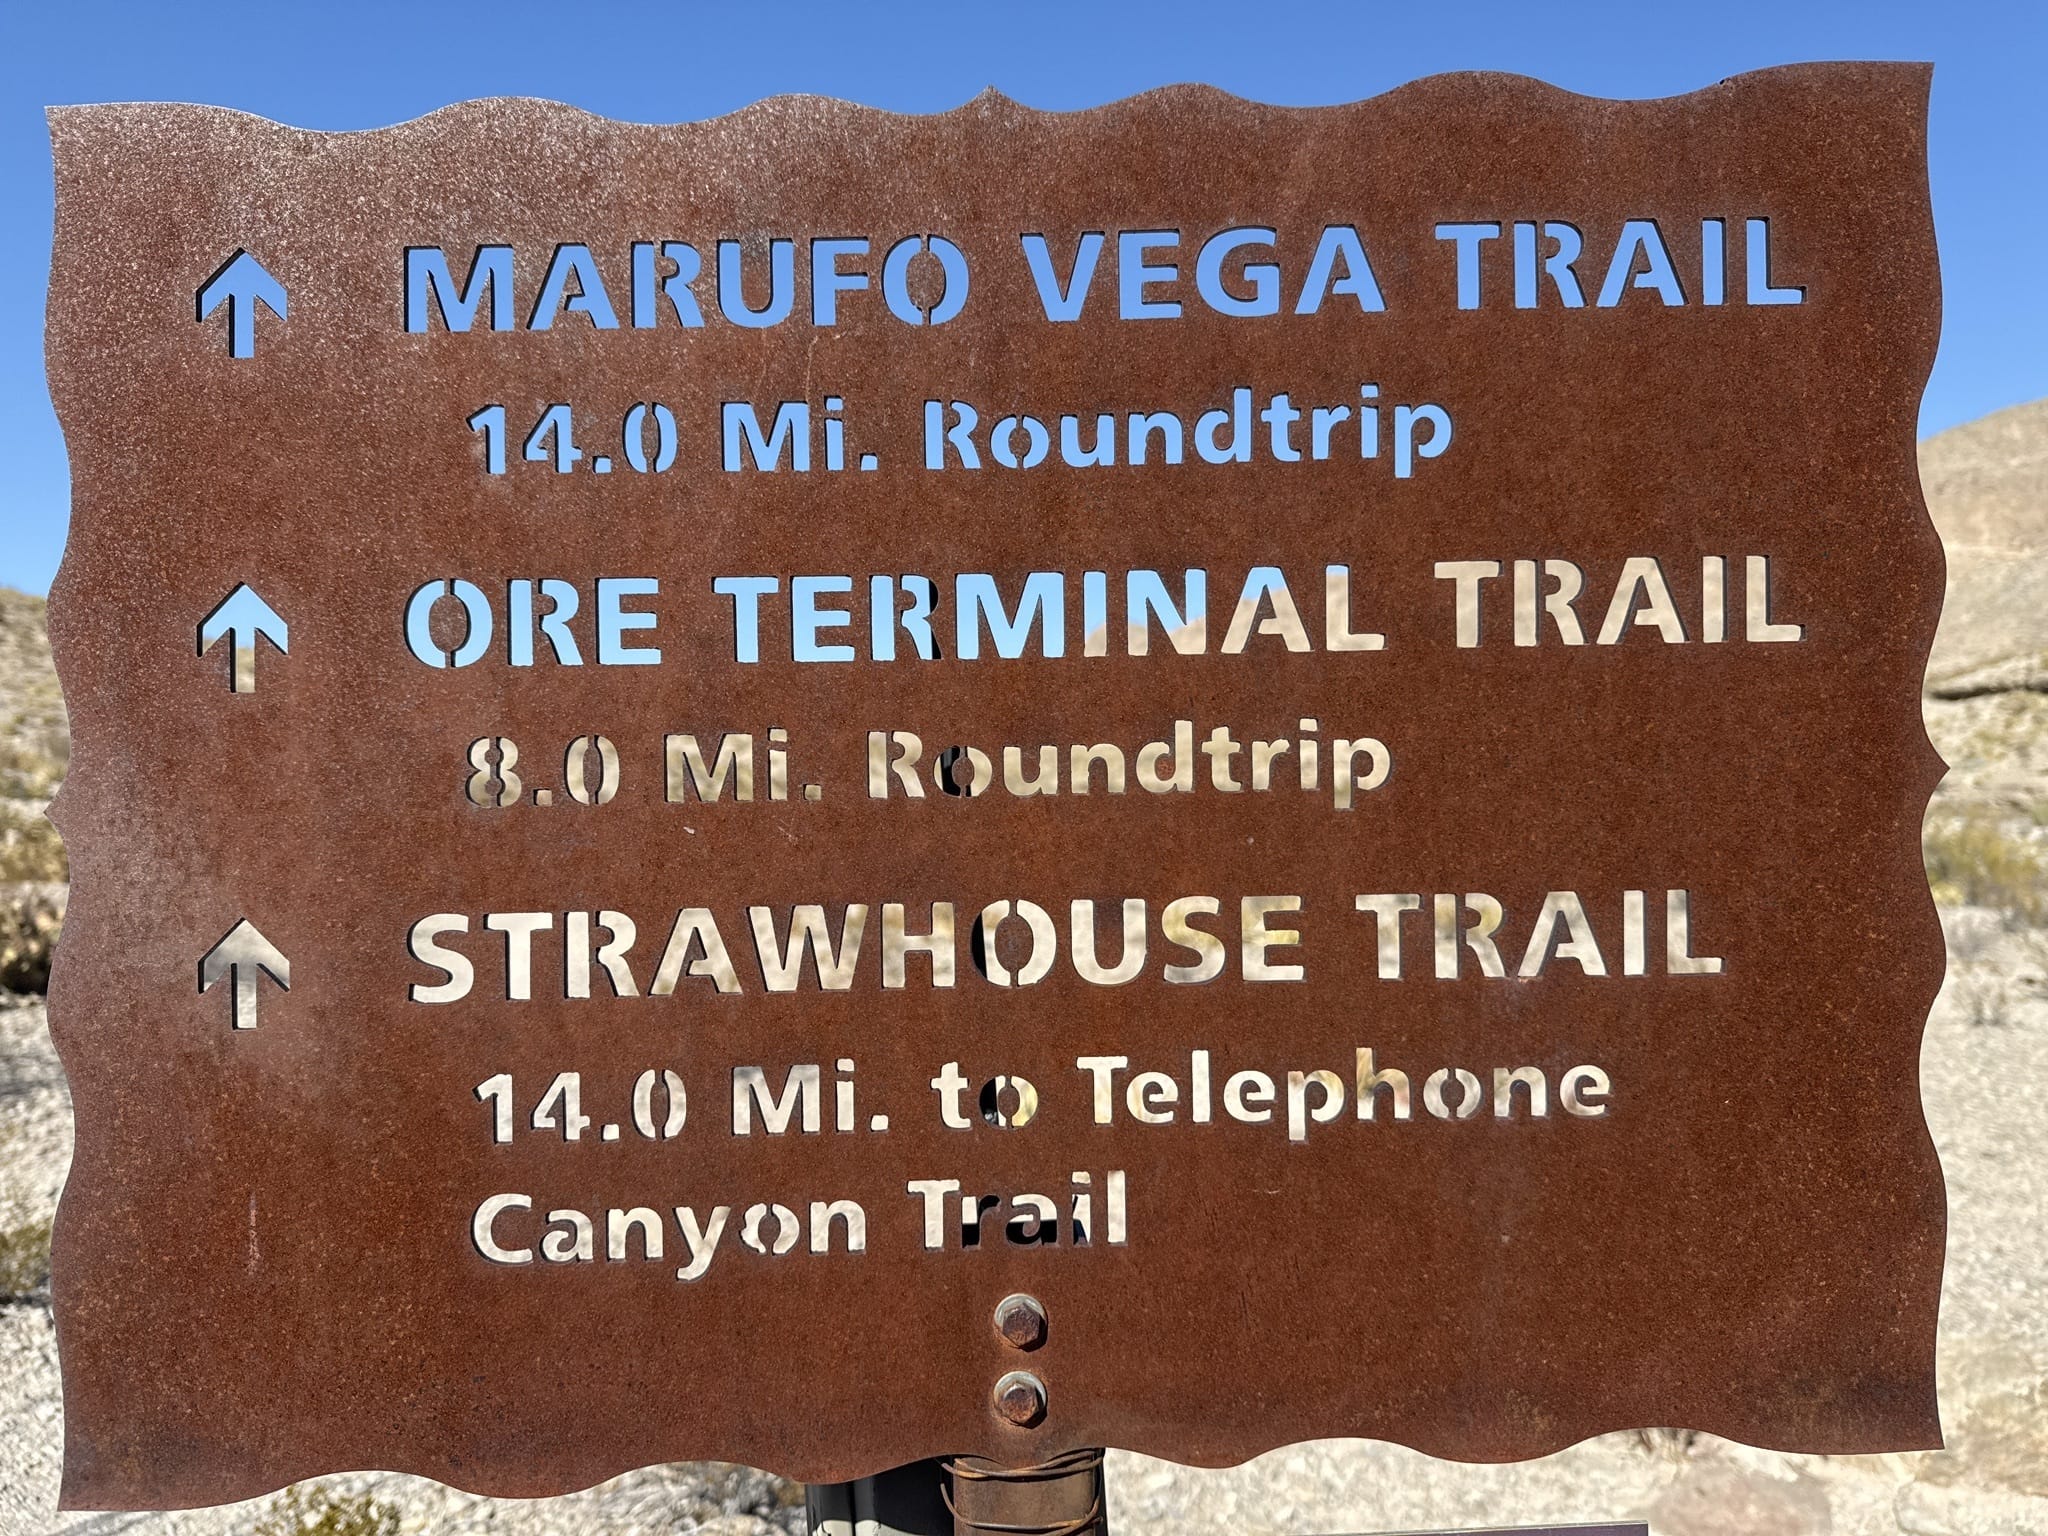 ↑ MARUFO VEGA TRAIL
14.0 Mi. Roundtrip
↑ ORE TERMINAL TRAIL
8.0 Mi. Roundtrip
↑ STRAWHOUSE TRAIL
14.0 Mi. to Telephone
Canyon Trail